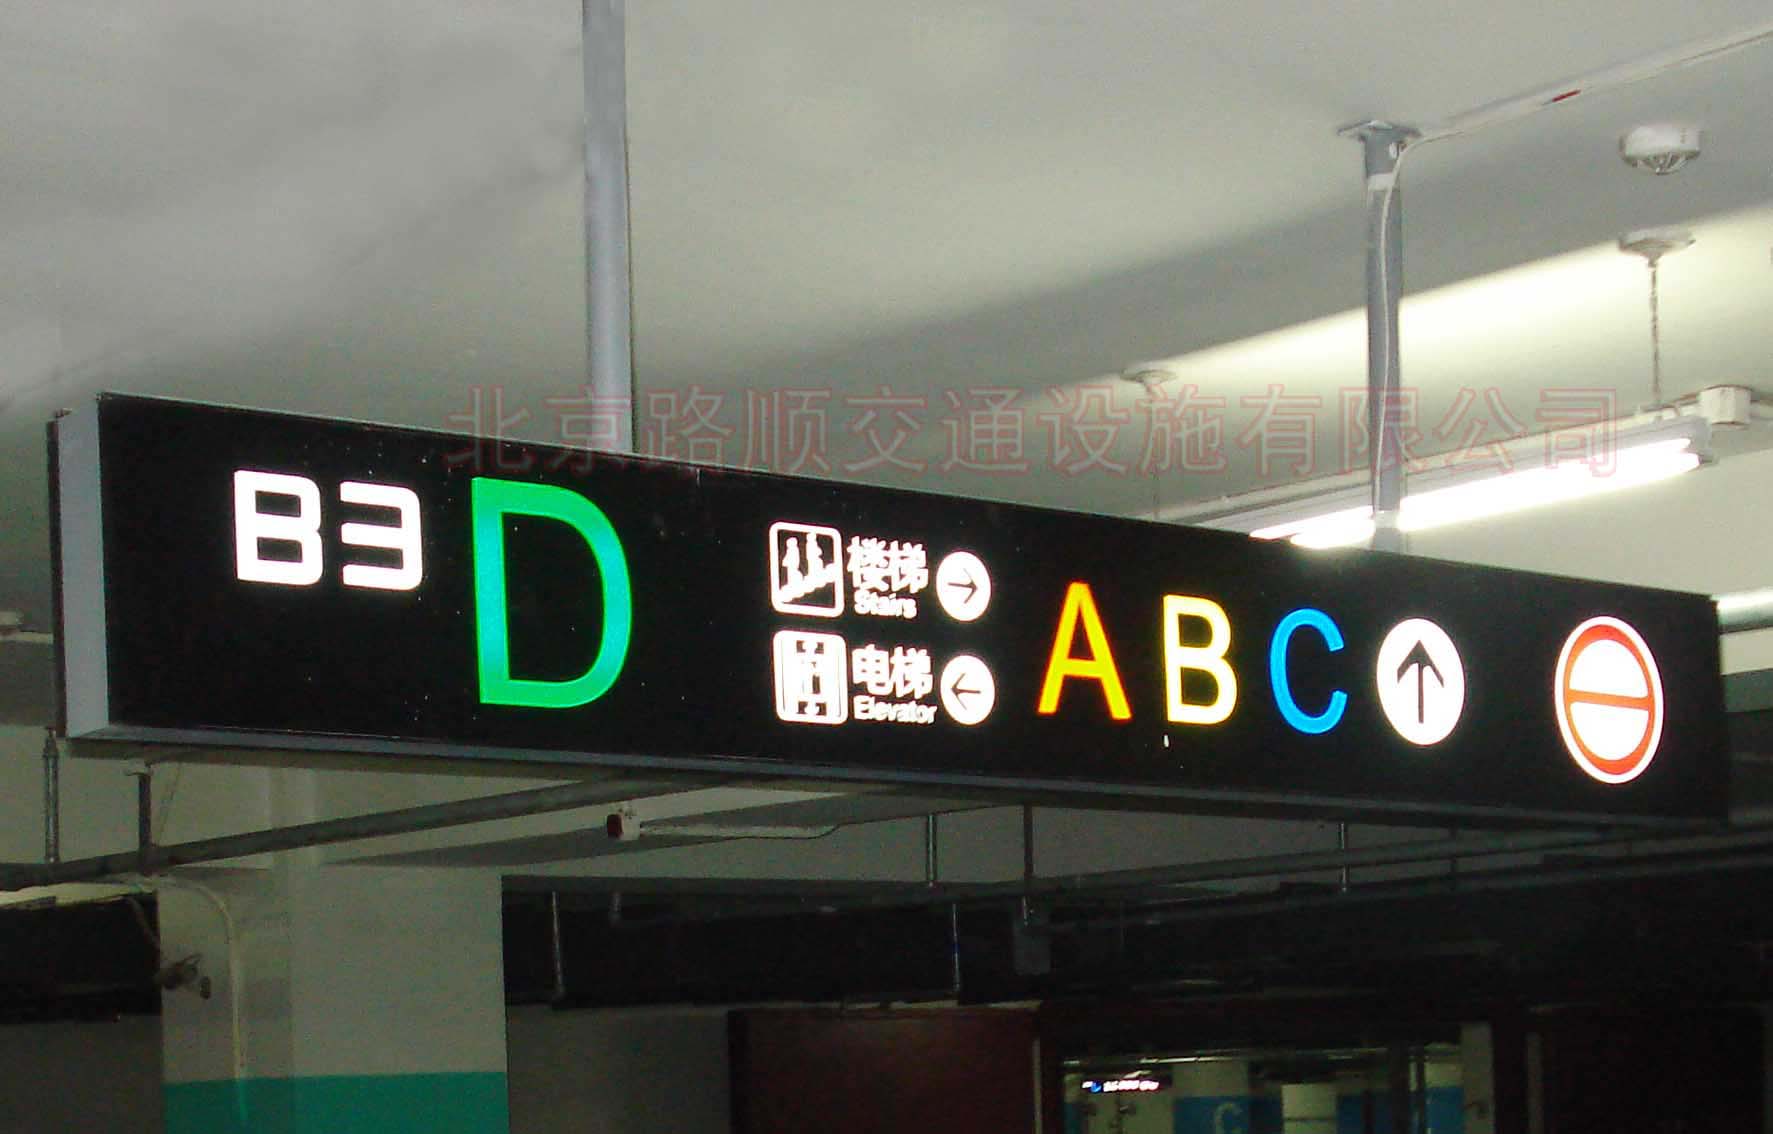 北京路顺交通设施有限公司
B3 D
楼梯
Stairs
电梯
Elevator
A B C
C